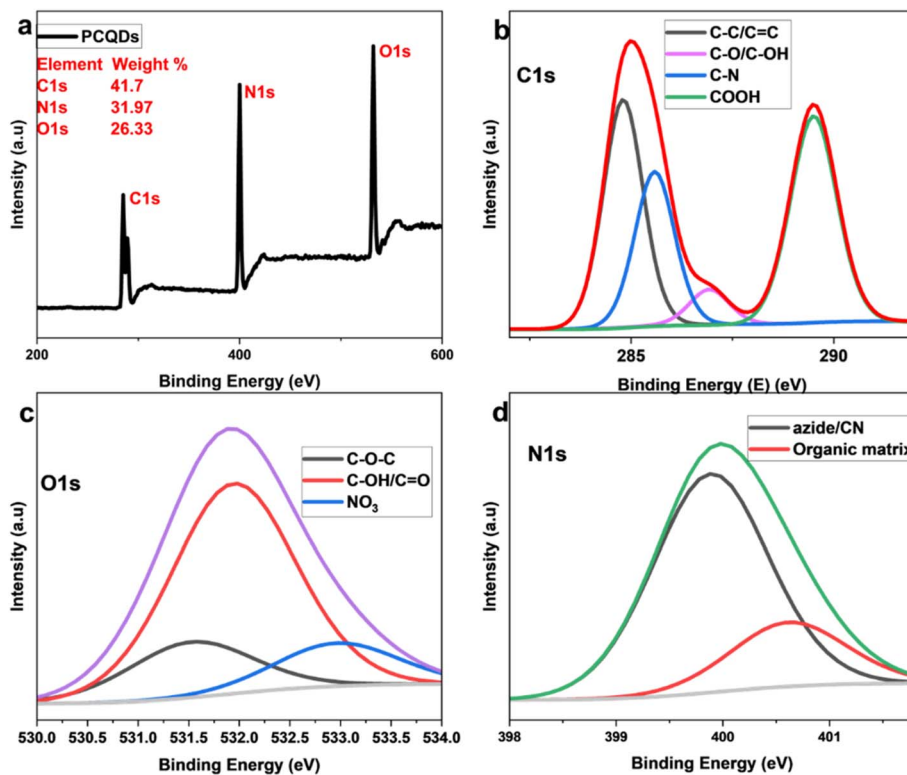 a
PCQDs
Element Weight %
C1s 41.7
N1s 31.97
O1s 26.33
C1s
N1s
O1s
Intensity (a.u)
200 400 600
Binding Energy (eV)
b
C1s
C-C/C=C
C-O/C-OH
C-N
COOH
Intensity (a.u)
285 290
Binding Energy (E) (eV)
c
O1s
C-O-C
C-OH/C=O
NO₃
Intensity (a.u)
530.0 530.5 531.0 531.5 532.0 532.5 533.0 533.5 534.0
Binding Energy (eV)
d
N1s
azide/CN
Organic matrix
Intensity (a.u)
398 399 400 401
Binding Energy (eV)